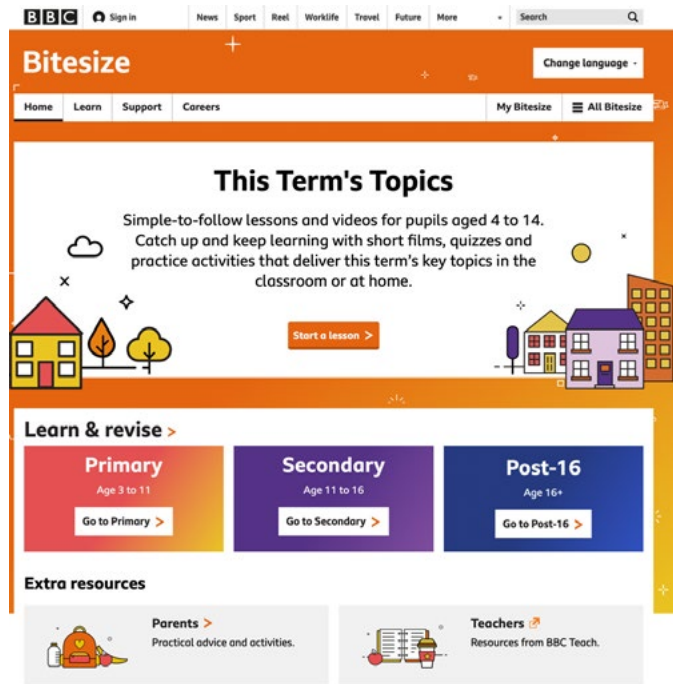 BBC Sign in News Sport Reel Worklife Travel Future More Search
Bitesize
Change language
Home Learn Support Careers My Bitesize All Bitesize
This Term's Topics
Simple-to-follow lessons and videos for pupils aged 4 to 14.
Catch up and keep learning with short films, quizzes and
practice activities that deliver this term's key topics in the
classroom or at home.
Start a lesson >
Learn & revise >
Primary
Age 3 to 11
Go to Primary >
Secondary
Age 11 to 16
Go to Secondary >
Post-16
Age 16+
Go to Post-16 >
Extra resources
Parents >
Practical advice and activities.
Teachers
Resources from BBC Teach.